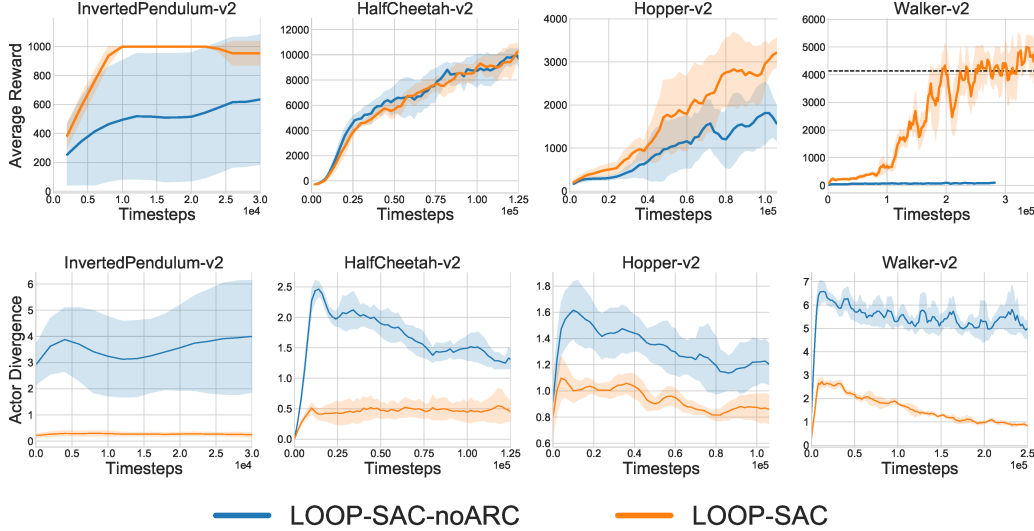 InvertedPendulum-v2
HalfCheetah-v2
Hopper-v2
Walker-v2
Average Reward
1000
800
600
400
200
0
0.0 0.5 1.0 1.5 2.0 2.5 3.0
1e4
Timesteps
12000
10000
8000
6000
4000
2000
0
0.00 0.25 0.50 0.75 1.00 1.25
1e5
Timesteps
4000
3000
2000
1000
0
0.0 0.2 0.4 0.6 0.8 1.0
1e5
Timesteps
6000
5000
4000
3000
2000
1000
0
0 1 2 3
1e5
Timesteps
InvertedPendulum-v2
HalfCheetah-v2
Hopper-v2
Walker-v2
Actor Divergence
6
5
4
3
2
1
0
0.0 0.5 1.0 1.5 2.0 2.5 3.0
1e4
Timesteps
2.5
2.0
1.5
1.0
0.5
0.0
0.00 0.25 0.50 0.75 1.00 1.25
1e5
Timesteps
1.8
1.6
1.4
1.2
1.0
0.8
0.6
0.0 0.2 0.4 0.6 0.8 1.0
1e5
Timesteps
7
6
5
4
3
2
1
0
0.0 0.5 1.0 1.5 2.0 2.5
1e5
Timesteps
LOOP-SAC-noARC
LOOP-SAC